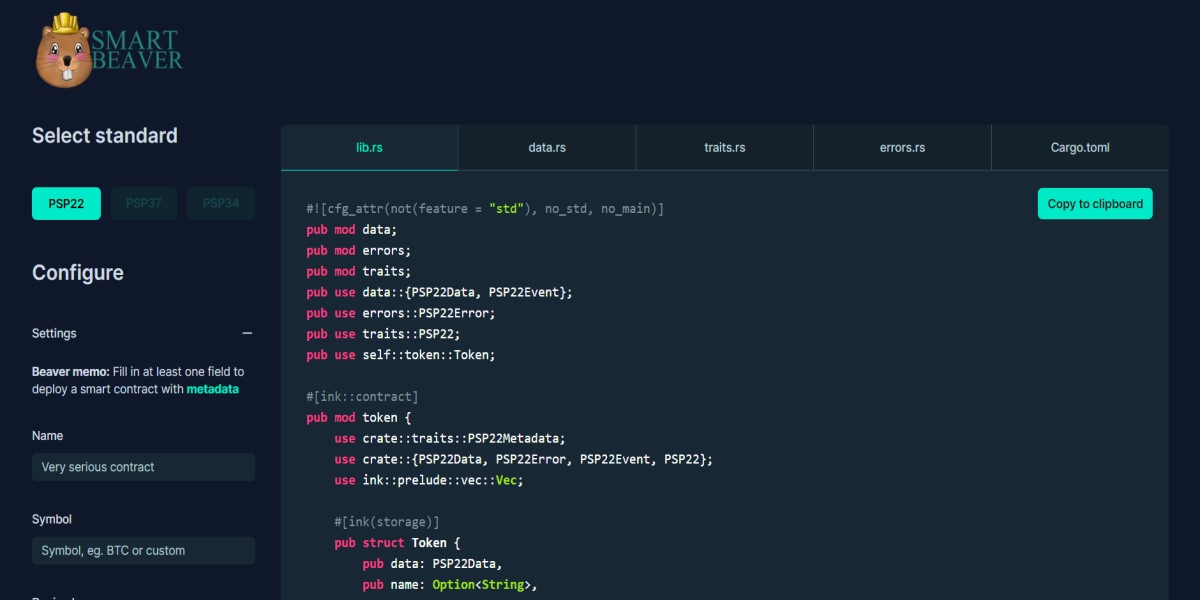 SMART
BEAVER
Select standard
PSP22 PSP37 PSP34
Configure
Settings
Beaver memo: Fill in at least one field to
deploy a smart contract with metadata
Name
Very serious contract
Symbol
Symbol, eg. BTC or custom
lib.rs data.rs traits.rs errors.rs Cargo.toml
Copy to clipboard
#![cfg_attr(not(feature = "std"), no_std, no_main)]
pub mod data;
pub mod errors;
pub mod traits;
pub use data::{PSP22Data, PSP22Event};
pub use errors::PSP22Error;
pub use traits::PSP22;
pub use self::token::Token;
#[ink::contract]
pub mod token {
use crate::traits::PSP22Metadata;
use crate::{PSP22Data, PSP22Error, PSP22Event, PSP22};
use ink::prelude::vec::Vec;
#[ink(storage)]
pub struct Token {
pub data: PSP22Data,
pub name: Option<String>,